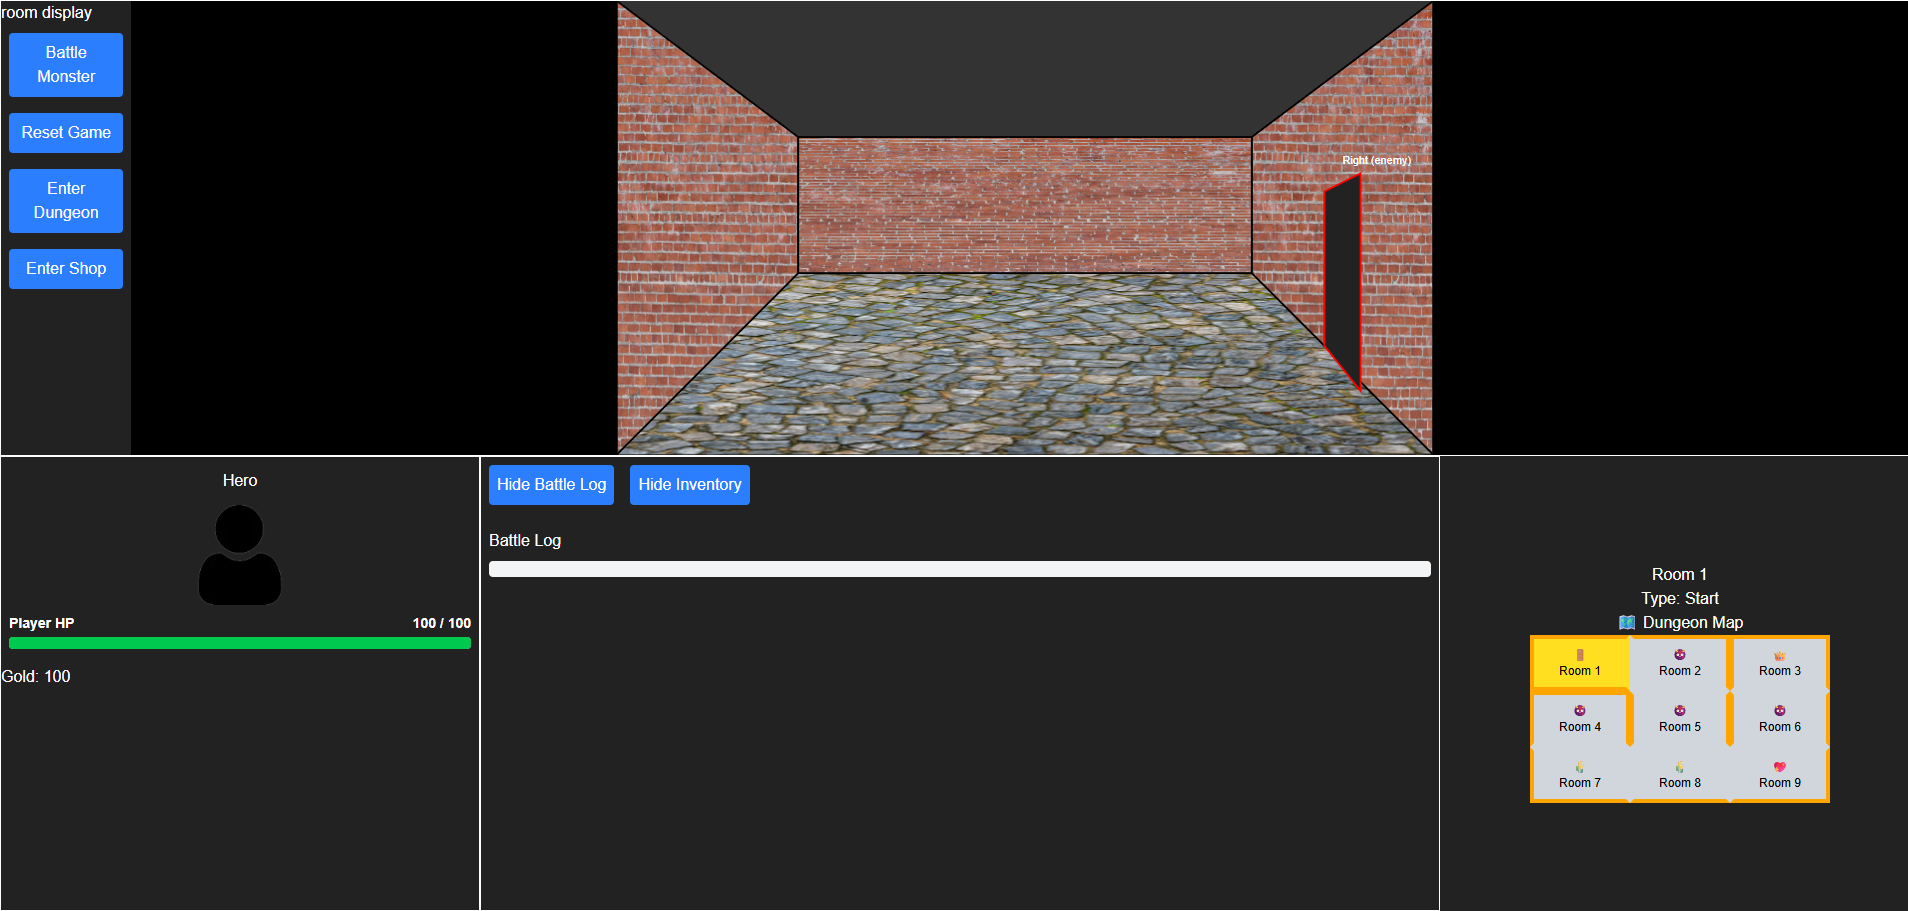 room display
Battle
Monster
Reset Game
Enter
Dungeon
Enter Shop
Right (enemy)
Hero
Player HP 100 / 100
Gold: 100
Hide Battle Log Hide Inventory
Battle Log
Room 1
Type: Start
Dungeon Map
Room 1 Room 2 Room 3
Room 4 Room 5 Room 6
Room 7 Room 8 Room 9